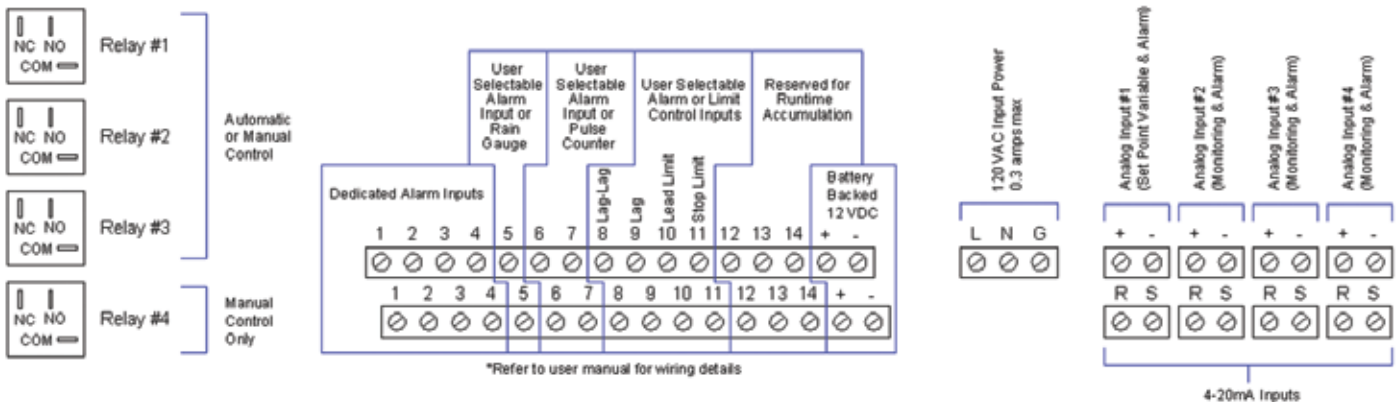 NC NO
COM
Relay #1
NC NO
COM
Relay #2
NC NO
COM
Relay #3
NC NO
COM
Relay #4
Automatic
or Manual
Control
Manual
Control
Only
User
Selectable
Alarm
Input or
Rain
Gauge
User
Selectable
Alarm
Input or
Pulse
Counter
User Selectable
Alarm or Limit
Control Inputs
Reserved for
Runtime
Accumulation
Dedicated Alarm Inputs
Lag-Lag
Lag
Lead Limit
Stop Limit
Battery
Backed
12 VDC
1 2 3 4 5 6 7 8 9 10 11 12 13 14 + -
1 2 3 4 5 6 7 8 9 10 11 12 13 14 + -
*Refer to user manual for wiring details
120 VAC Input Power
0.3 amps max
L N G
Analog Input #1
(Set Point Variable & Alarm)
Analog Input #2
(Monitoring & Alarm)
Analog Input #3
(Monitoring & Alarm)
Analog Input #4
(Monitoring & Alarm)
+ - + - + - + -
R S R S R S R S
4-20mA Inputs